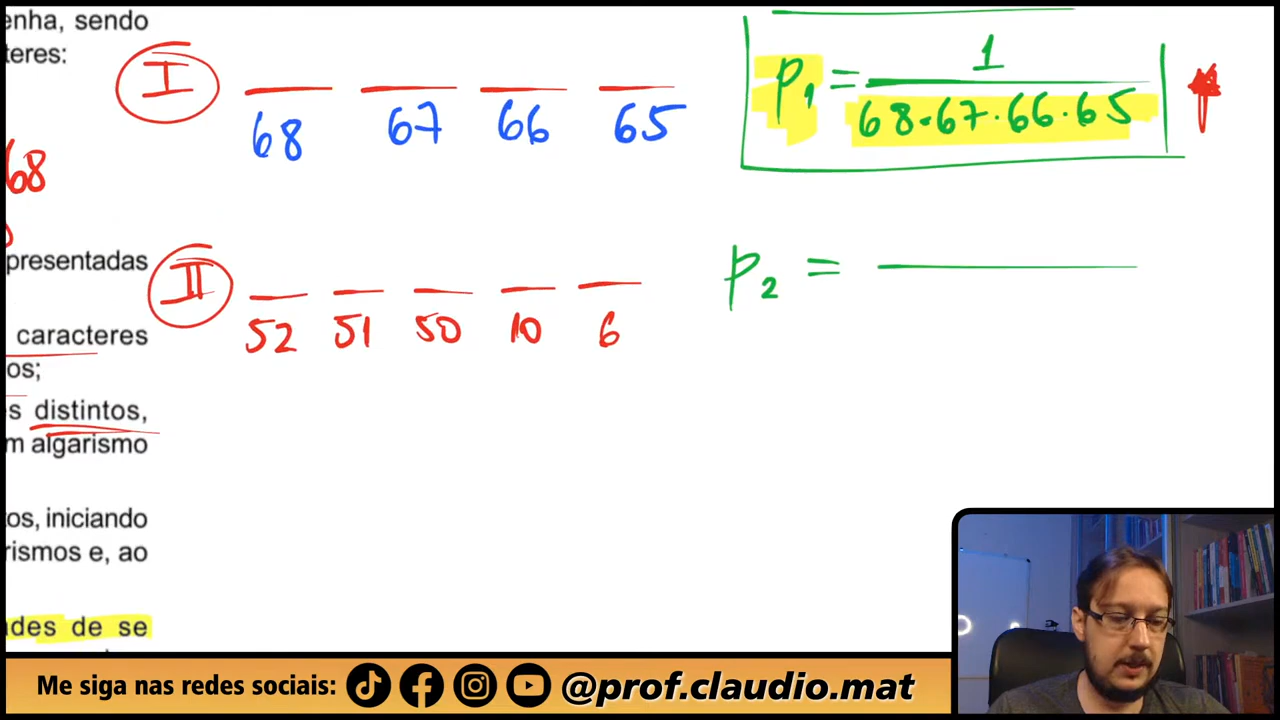 enha, sendo
teres:
I
68 67 66 65
p₁ = 1
68·67·66·65
68
presentadas
II
52 51 50 10 6
p₂ =
caracteres
os;
s distintos,
m algarismo
tos, iniciando
rismos e, ao
ades de se
Me siga nas redes sociais: @prof.claudio.mat